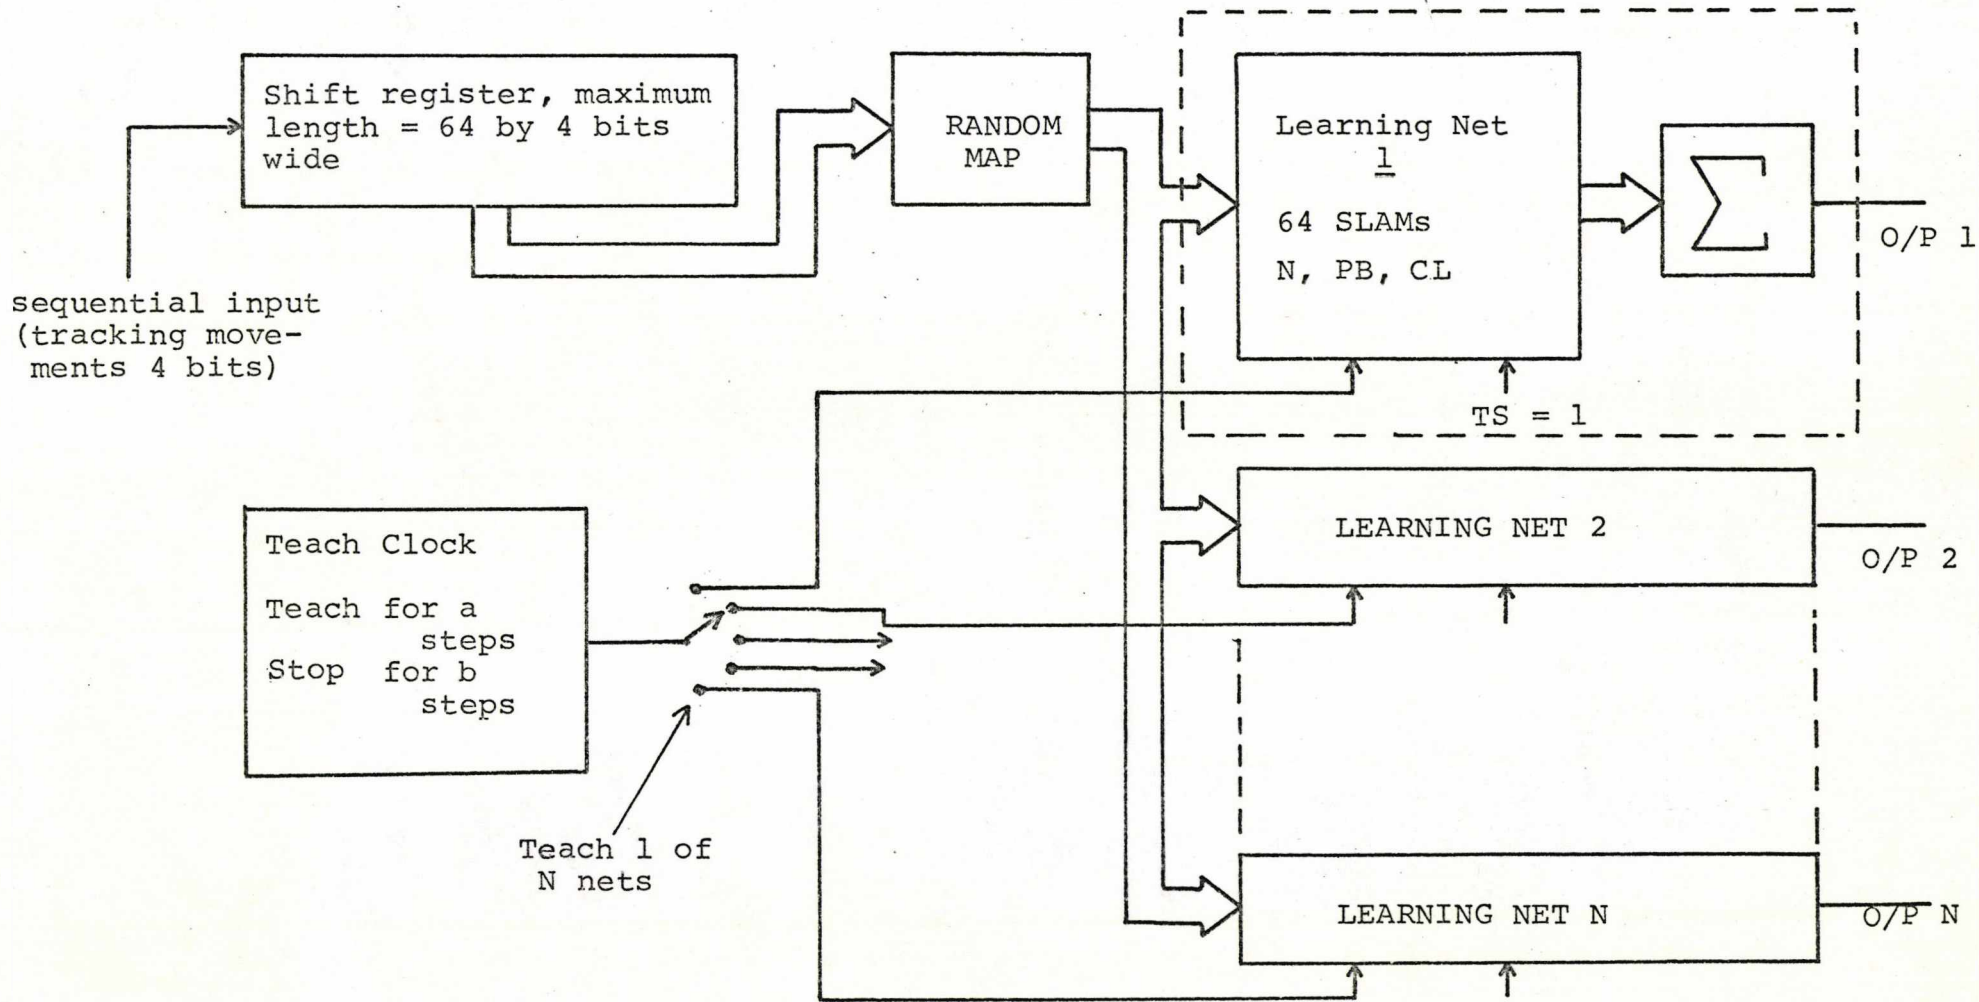 Shift register, maximum
length = 64 by 4 bits
wide
RANDOM
MAP
Learning Net
1
64 SLAMs
N, PB, CL
Σ
O/P 1
sequential input
(tracking move-
ments 4 bits)
TS = 1
Teach Clock
Teach for a
steps
Stop for b
steps
LEARNING NET 2
O/P 2
Teach 1 of
N nets
LEARNING NET N
O/P N